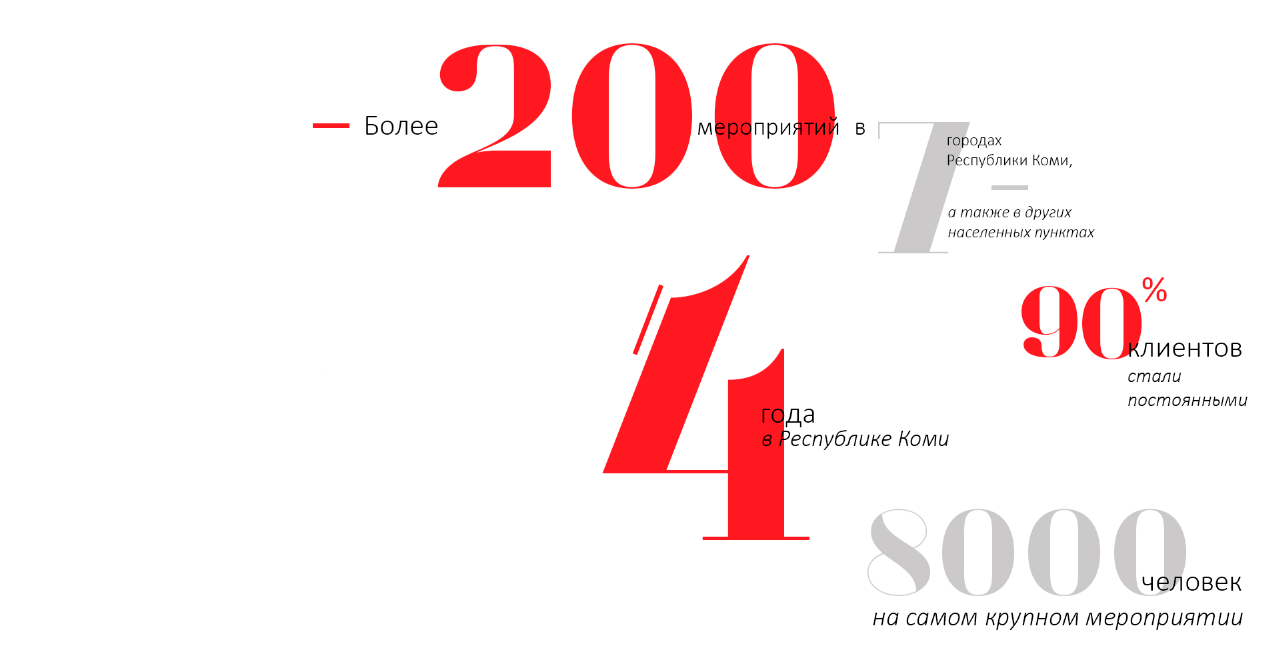 Более 200 мероприятий в 7 городах
Республики Коми,
а также в других
населенных пунктах
90%
клиентов
стали
постоянными
4 года
в Республике Коми
8000
человек
на самом крупном мероприятии